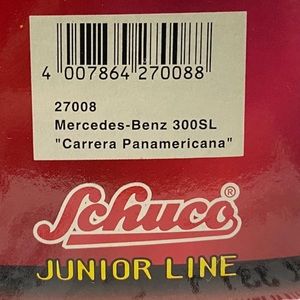 4 007864 270088
27008
Mercedes-Benz 300SL
"Carrera Panamericana"
Schuco®
JUNIOR LINE